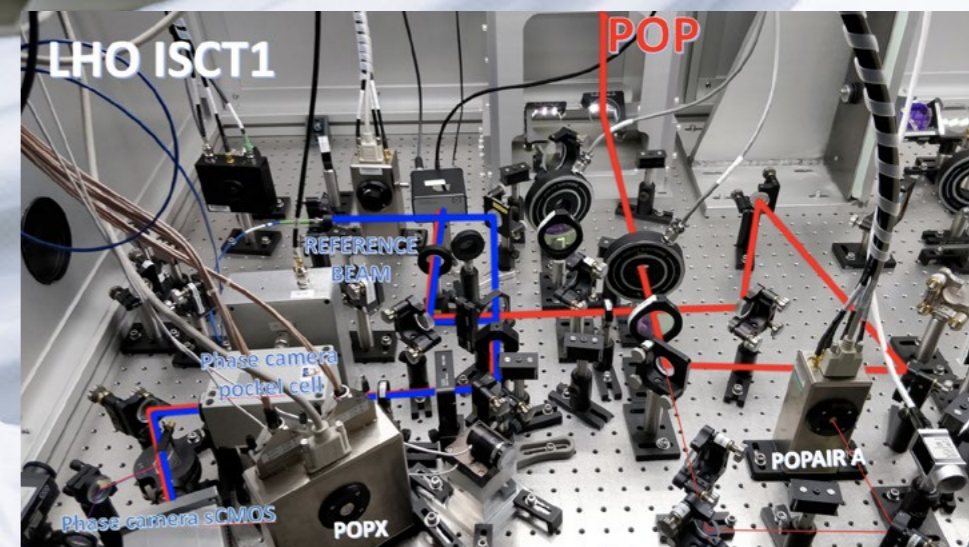 LHO ISCT1
POP
REFERENCE
BEAM
Phase camera
pockel cell
POPAIR A
Phase camera sCMOS
POPX